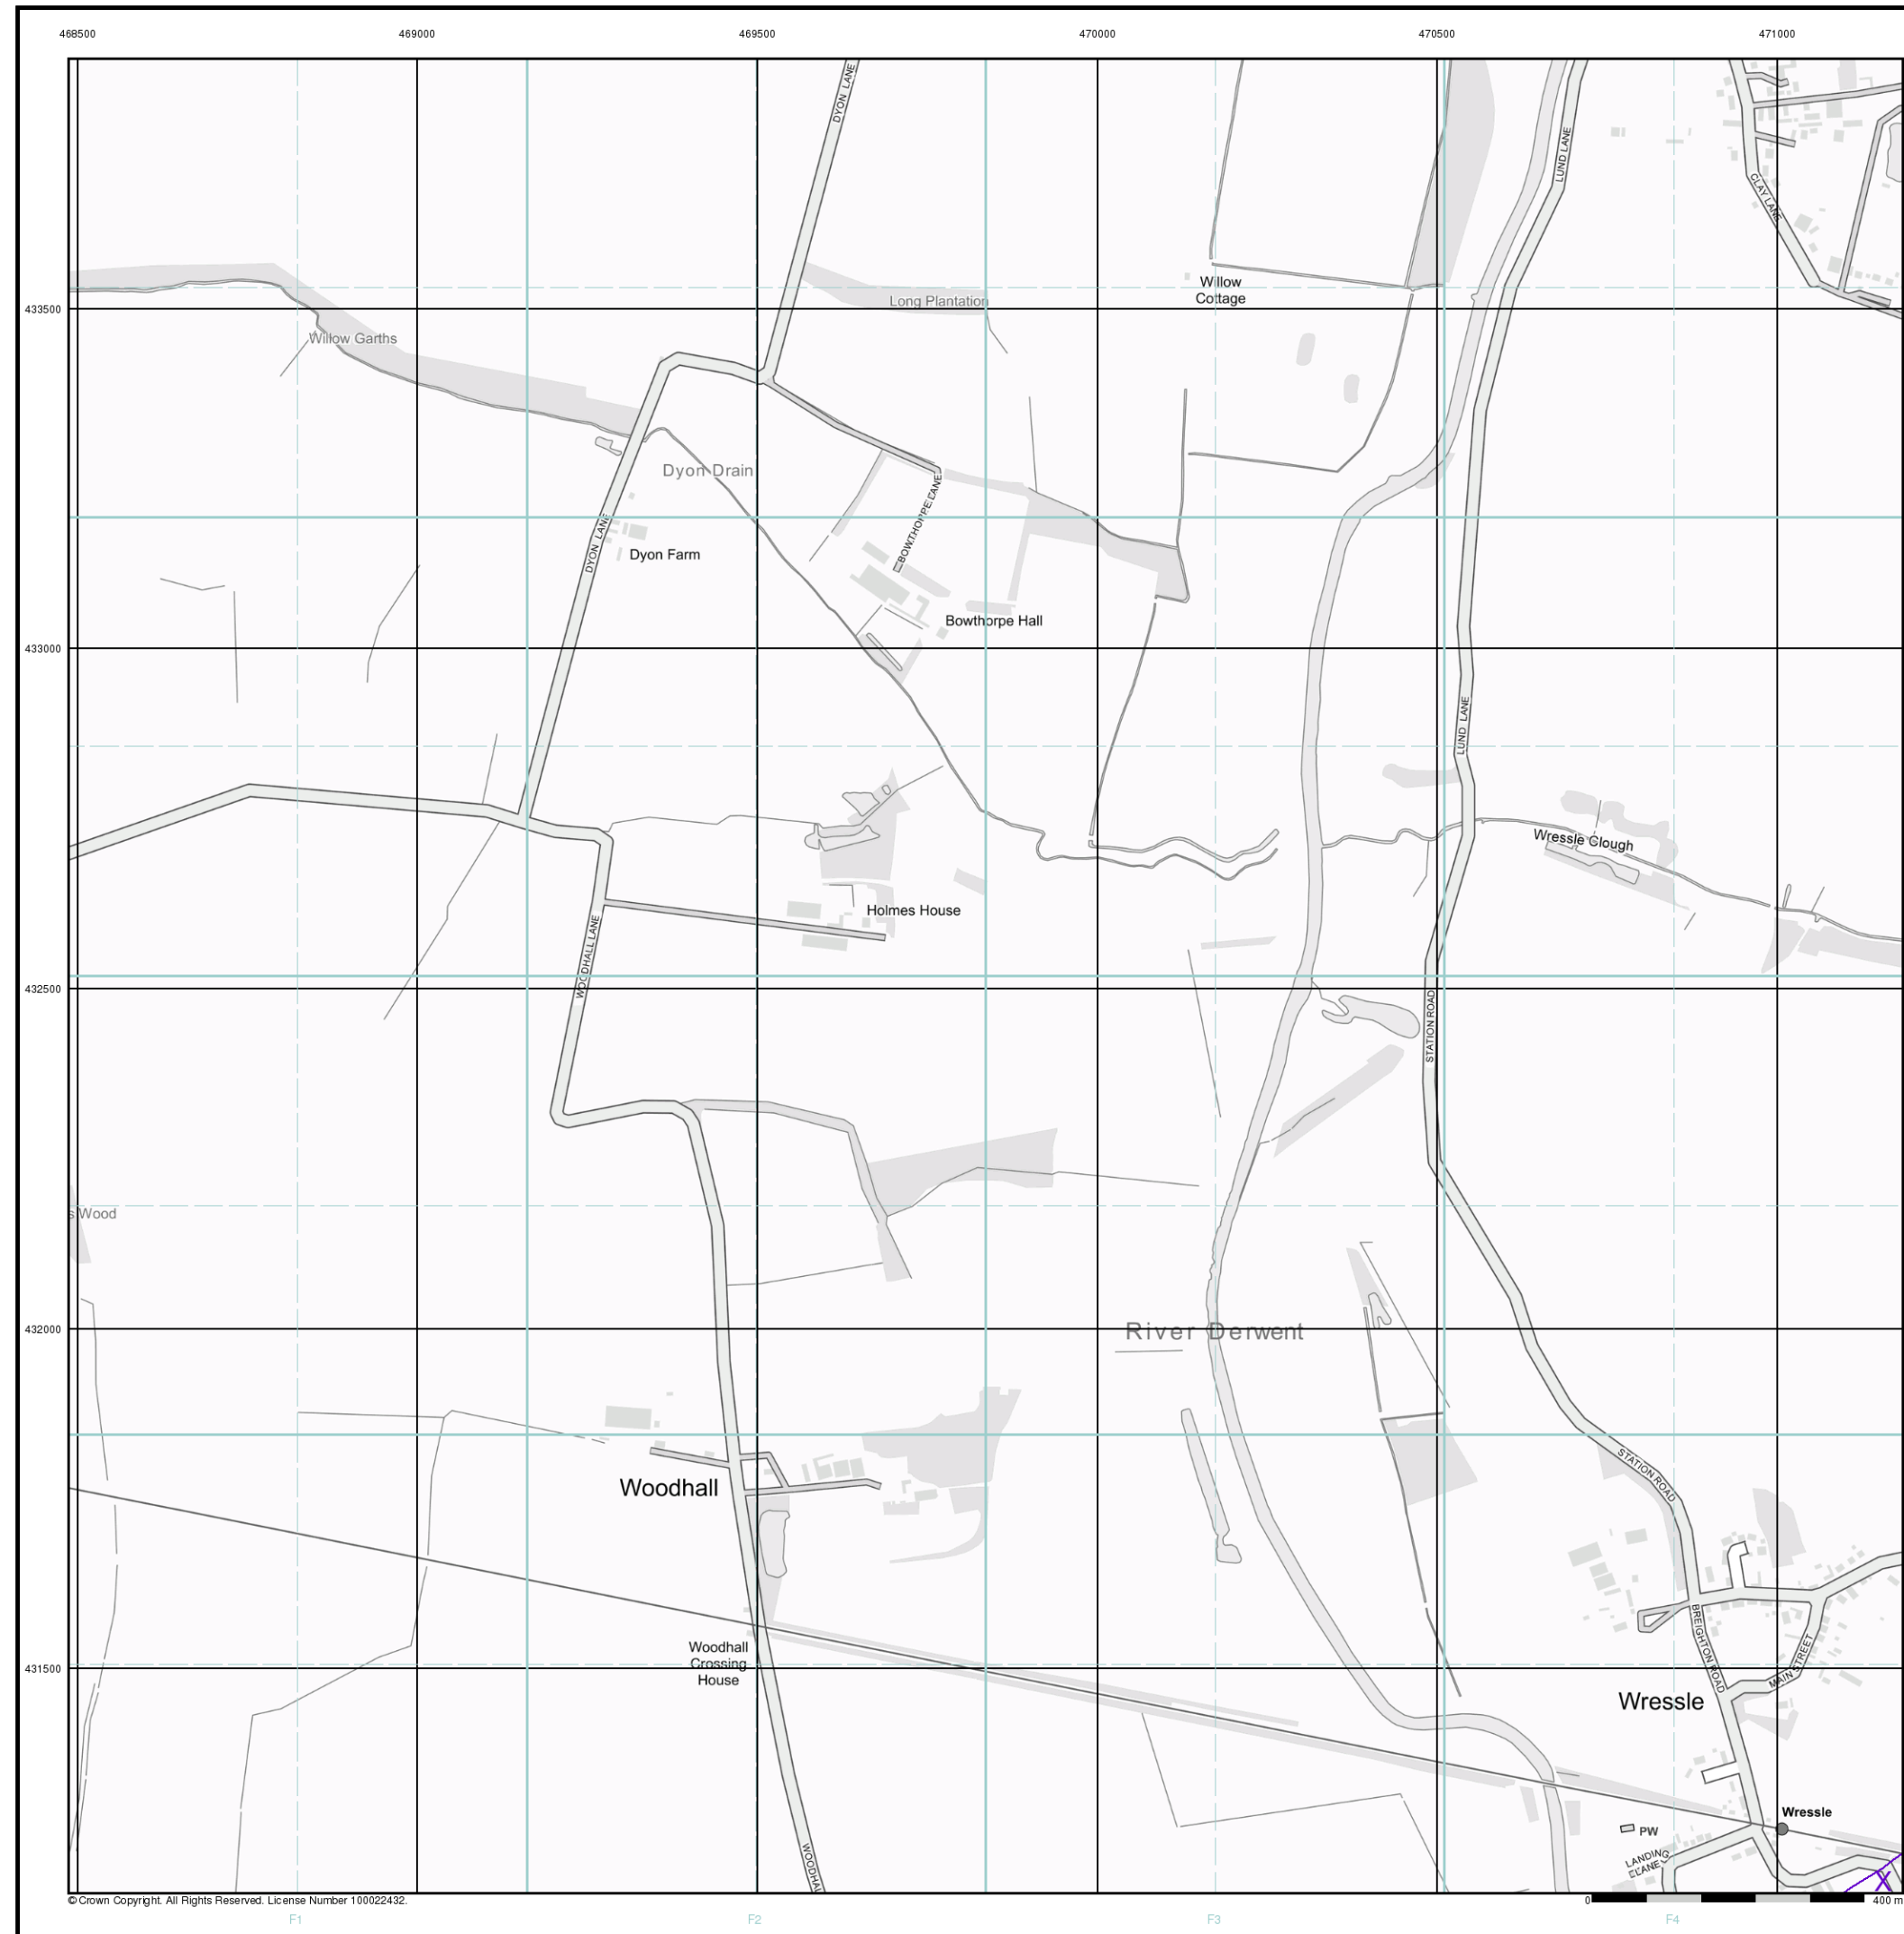 468500 469000 469500 470000 470500 471000
DYON LANE
LUND LANE
CLAY LANE
Willow
Cottage
Long Plantation
433500
Willow Garths
Dyon Drain
BOWTHORPE LANE
DYON LANE
Dyon Farm
Bowthorpe Hall
433000
LUND LANE
Wressle Clough
Holmes House
WOODHALL LANE
432500
STATION ROAD
s Wood
432000
River Derwent
STATION ROAD
Woodhall
BREIGHTON ROAD
MAIN STREET
Woodhall
Crossing
House
431500
Wressle
Wressle
PW
LANDING
LANE
WOODHAL
© Crown Copyright. All Rights Reserved. License Number 100022432.
0 400 m
F1 F2 F3 F4